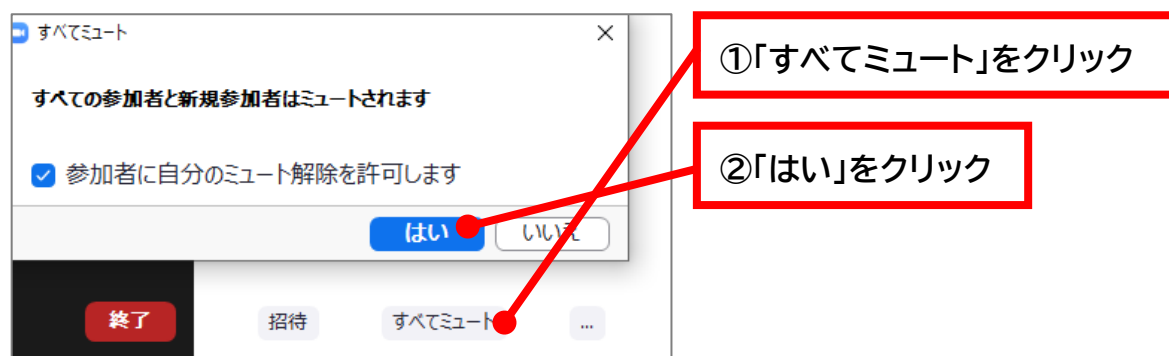 すべてミュート
すべての参加者と新規参加者はミュートされます
参加者に自分のミュート解除を許可します
はい
いいえ
終了
招待
すべてミュート
...
①「すべてミュート」をクリック
②「はい」をクリック